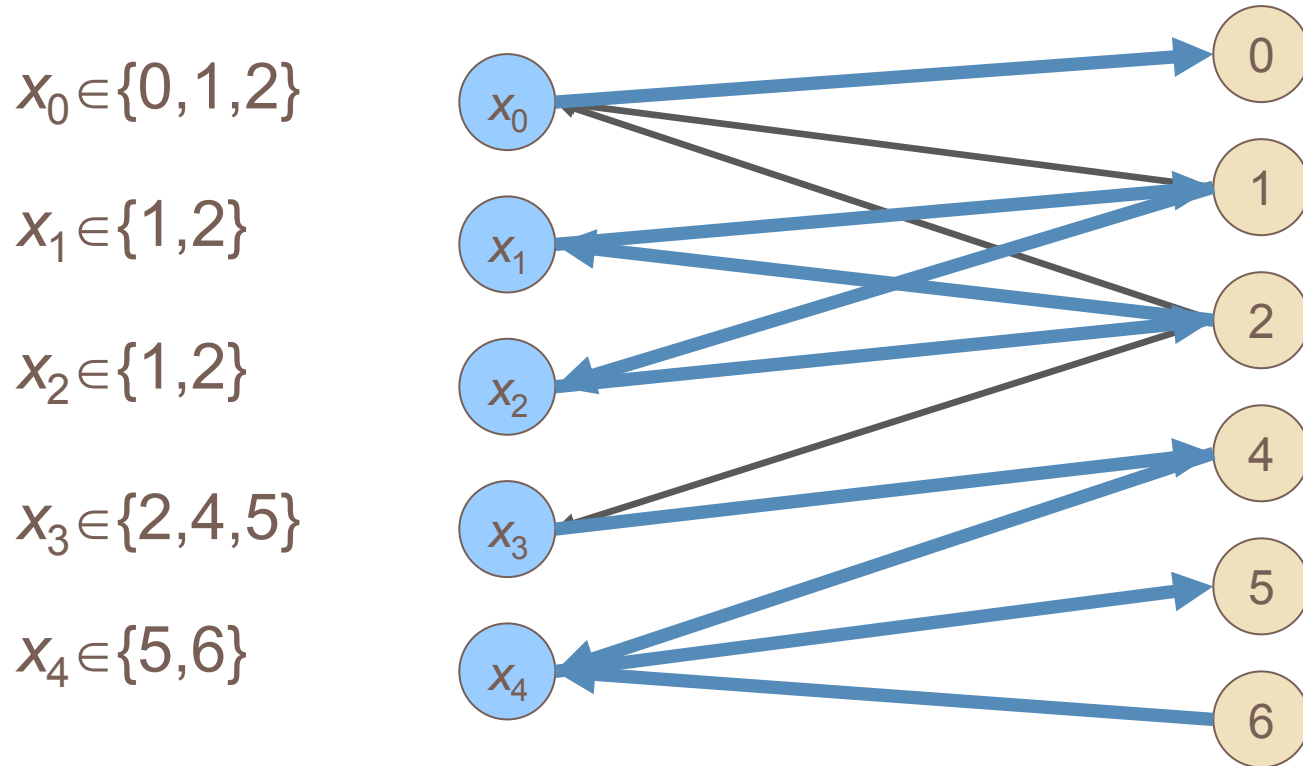 x₀∈{0,1,2}
x₁∈{1,2}
x₂∈{1,2}
x₃∈{2,4,5}
x₄∈{5,6}
x₀
x₁
x₂
x₃
x₄
0
1
2
4
5
6